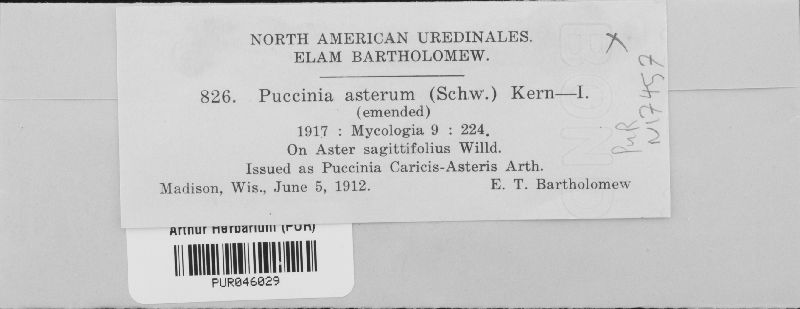 NORTH AMERICAN UREDINALES.
ELAM BARTHOLOMEW.
826. Puccinia asterum (Schw.) Kern—I.
(emended)
1917 : Mycologia 9 : 224.
On Aster sagittifolius Willd.
Issued as Puccinia Caricis-Asteris Arth.
Madison, Wis., June 5, 1912. E. T. Bartholomew
X
PUR
N17457
Arthur Herbarium (PUR)
PUR046029